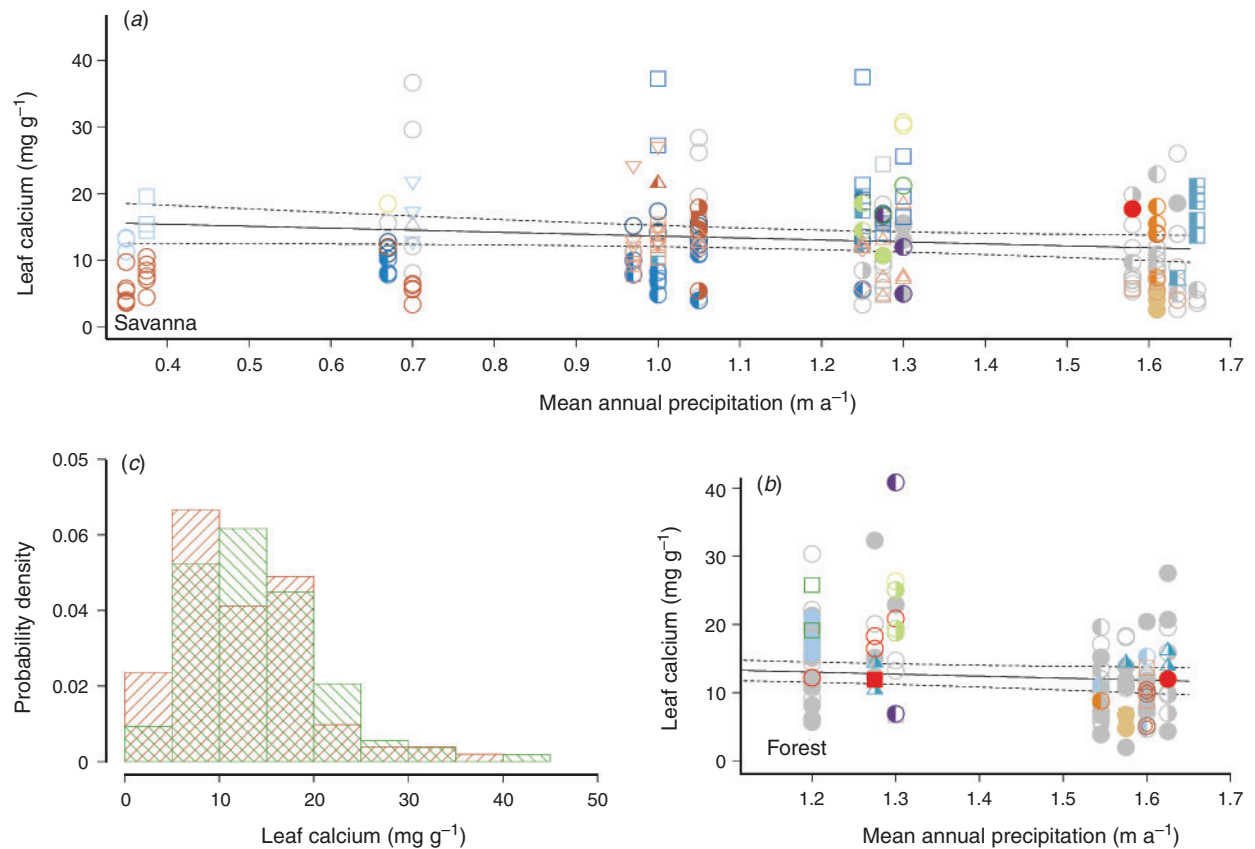 (a)
40
30
20
10
0
Leaf calcium (mg g⁻¹)
Savanna
0.4 0.5 0.6 0.7 0.8 0.9 1.0 1.1 1.2 1.3 1.4 1.5 1.6 1.7
Mean annual precipitation (m a⁻¹)
(c)
0.05
0.06
0.04
0.02
0
Probability density
0 10 20 30 40 50
Leaf calcium (mg g⁻¹)
(b)
40
30
20
10
0
Leaf calcium (mg g⁻¹)
Forest
1.2 1.3 1.4 1.5 1.6 1.7
Mean annual precipitation (m a⁻¹)